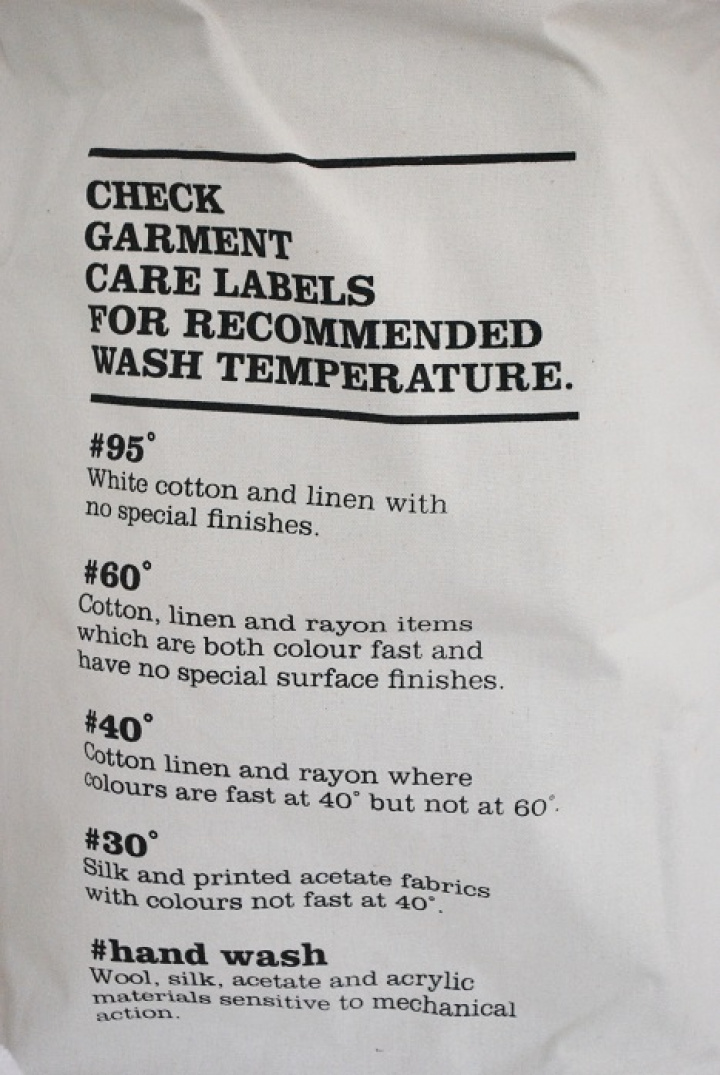 CHECK
GARMENT
CARE LABELS
FOR RECOMMENDED
WASH TEMPERATURE.
#95°
White cotton and linen with
no special finishes.
#60°
Cotton, linen and rayon items
which are both colour fast and
have no special surface finishes.
#40°
Cotton linen and rayon where
colours are fast at 40° but not at 60°.
#30°
Silk and printed acetate fabrics
with colours not fast at 40°.
#hand wash
Wool, silk, acetate and acrylic
materials sensitive to mechanical
action.